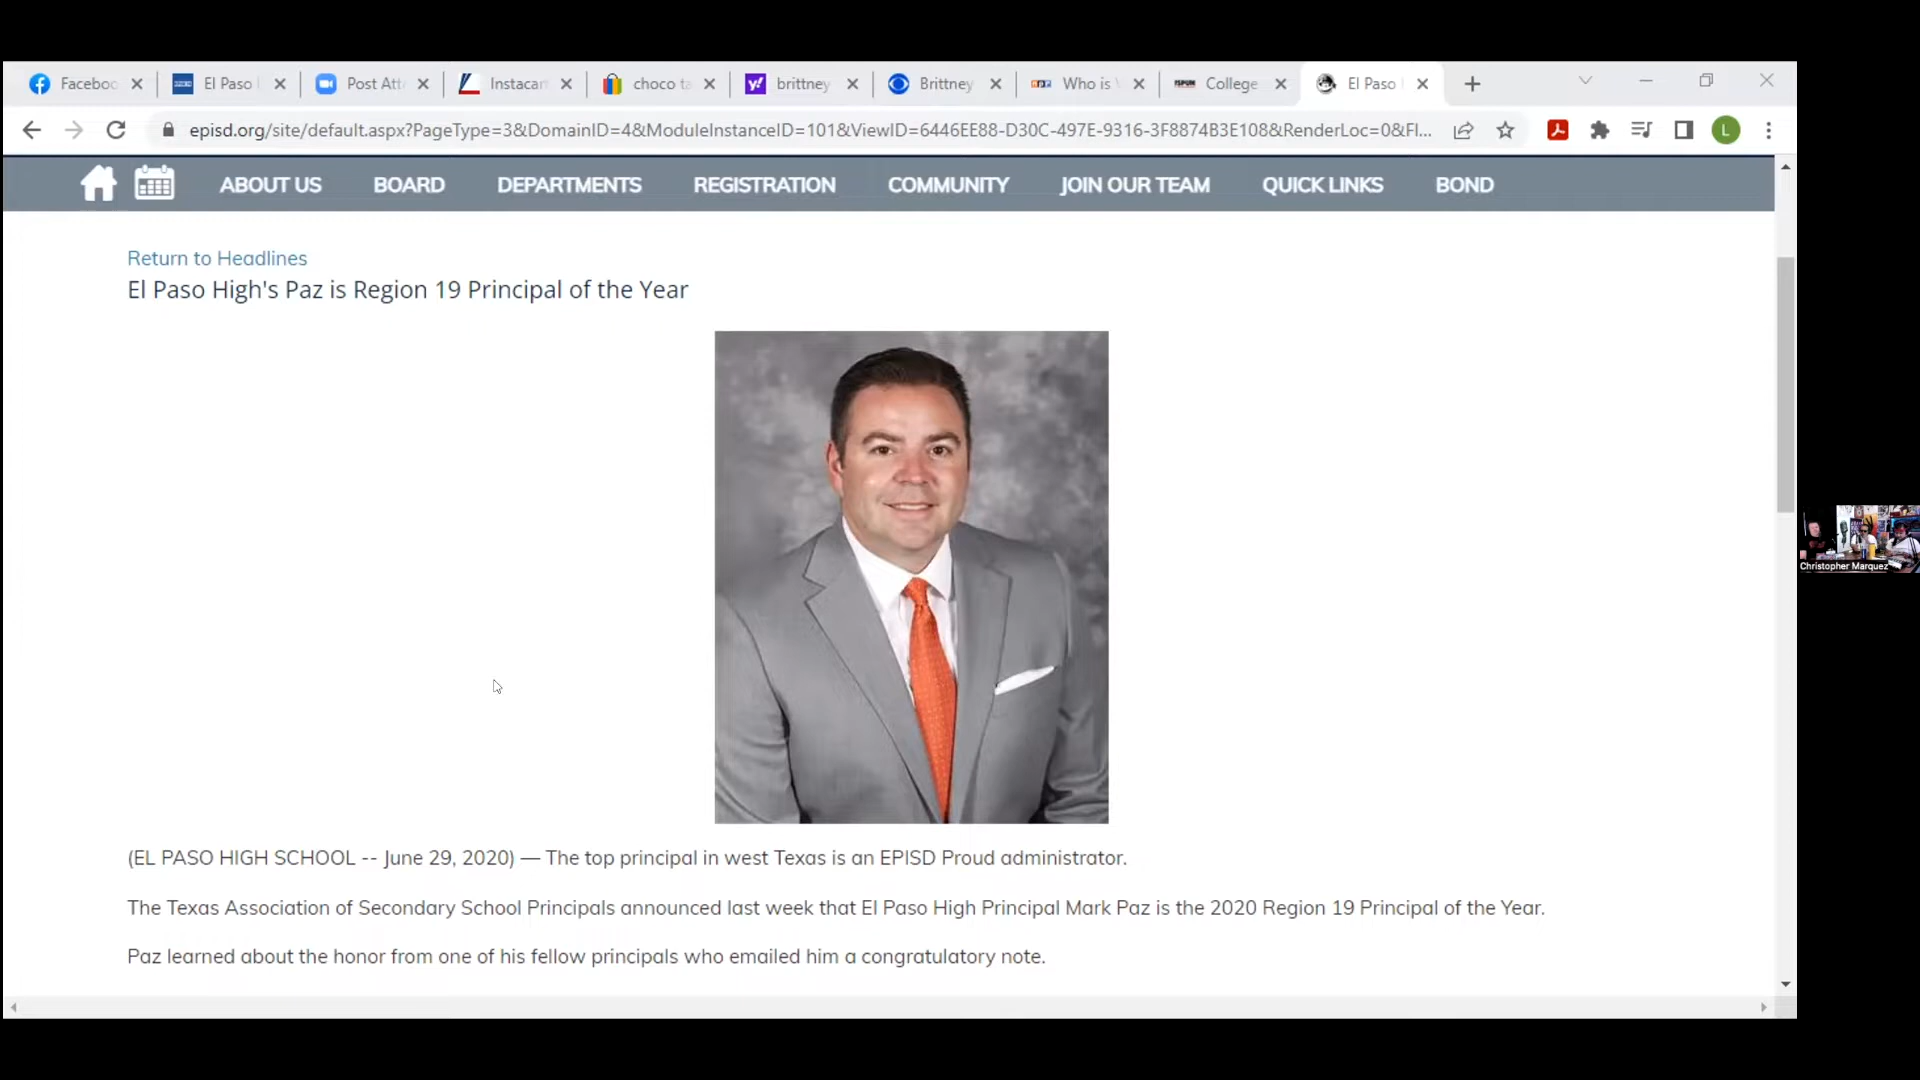 Faceboo
El Paso
Post Att
Instacar
choco ta
brittney
Brittney
Who is
College
El Paso
episd.org/site/default.aspx?PageType=3&DomainID=4&ModuleInstanceID=101&ViewID=6446EE88-D30C-497E-9316-3F8874B3E108&RenderLoc=0&Fl...
L
ABOUT US BOARD DEPARTMENTS REGISTRATION COMMUNITY JOIN OUR TEAM QUICK LINKS BOND
Return to Headlines
El Paso High's Paz is Region 19 Principal of the Year
(EL PASO HIGH SCHOOL -- June 29, 2020) — The top principal in west Texas is an EPISD Proud administrator.
The Texas Association of Secondary School Principals announced last week that El Paso High Principal Mark Paz is the 2020 Region 19 Principal of the Year.
Paz learned about the honor from one of his fellow principals who emailed him a congratulatory note.
Christopher Marquez